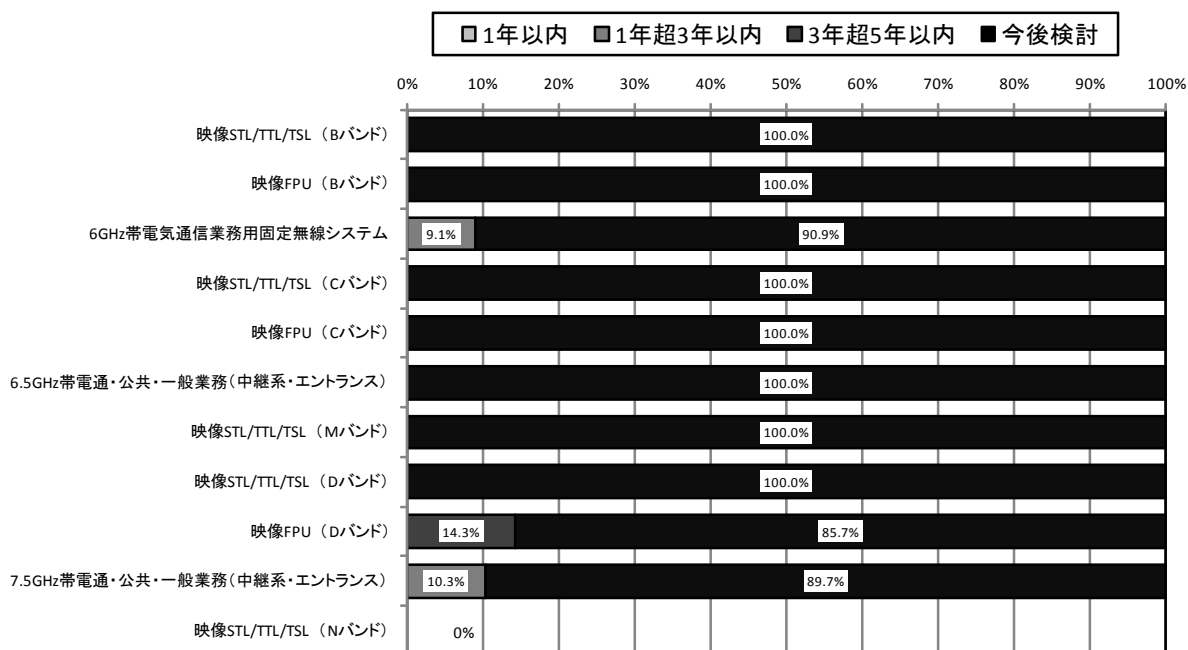 1年以内 1年超3年以内 3年超5年以内 今後検討
0% 10% 20% 30% 40% 50% 60% 70% 80% 90% 100%
映像STL/TTL/TSL（Bバンド） 100.0%
映像FPU（Bバンド） 100.0%
6GHz帯電気通信業務用固定無線システム 9.1% 90.9%
映像STL/TTL/TSL（Cバンド） 100.0%
映像FPU（Cバンド） 100.0%
6.5GHz帯電通・公共・一般業務（中継系・エントランス） 100.0%
映像STL/TTL/TSL（Mバンド） 100.0%
映像STL/TTL/TSL（Dバンド） 100.0%
映像FPU（Dバンド） 14.3% 85.7%
7.5GHz帯電通・公共・一般業務（中継系・エントランス） 10.3% 89.7%
映像STL/TTL/TSL（Nバンド） 0%